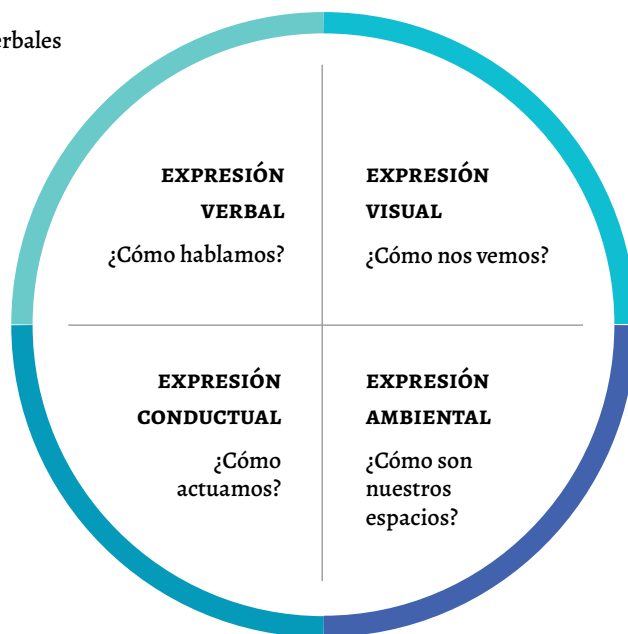 EXPRESIÓN
VERBAL
¿Cómo hablamos?
EXPRESIÓN
VISUAL
¿Cómo nos vemos?
EXPRESIÓN
CONDUCTUAL
¿Cómo
actuamos?
EXPRESIÓN
AMBIENTAL
¿Cómo son
nuestros
espacios?